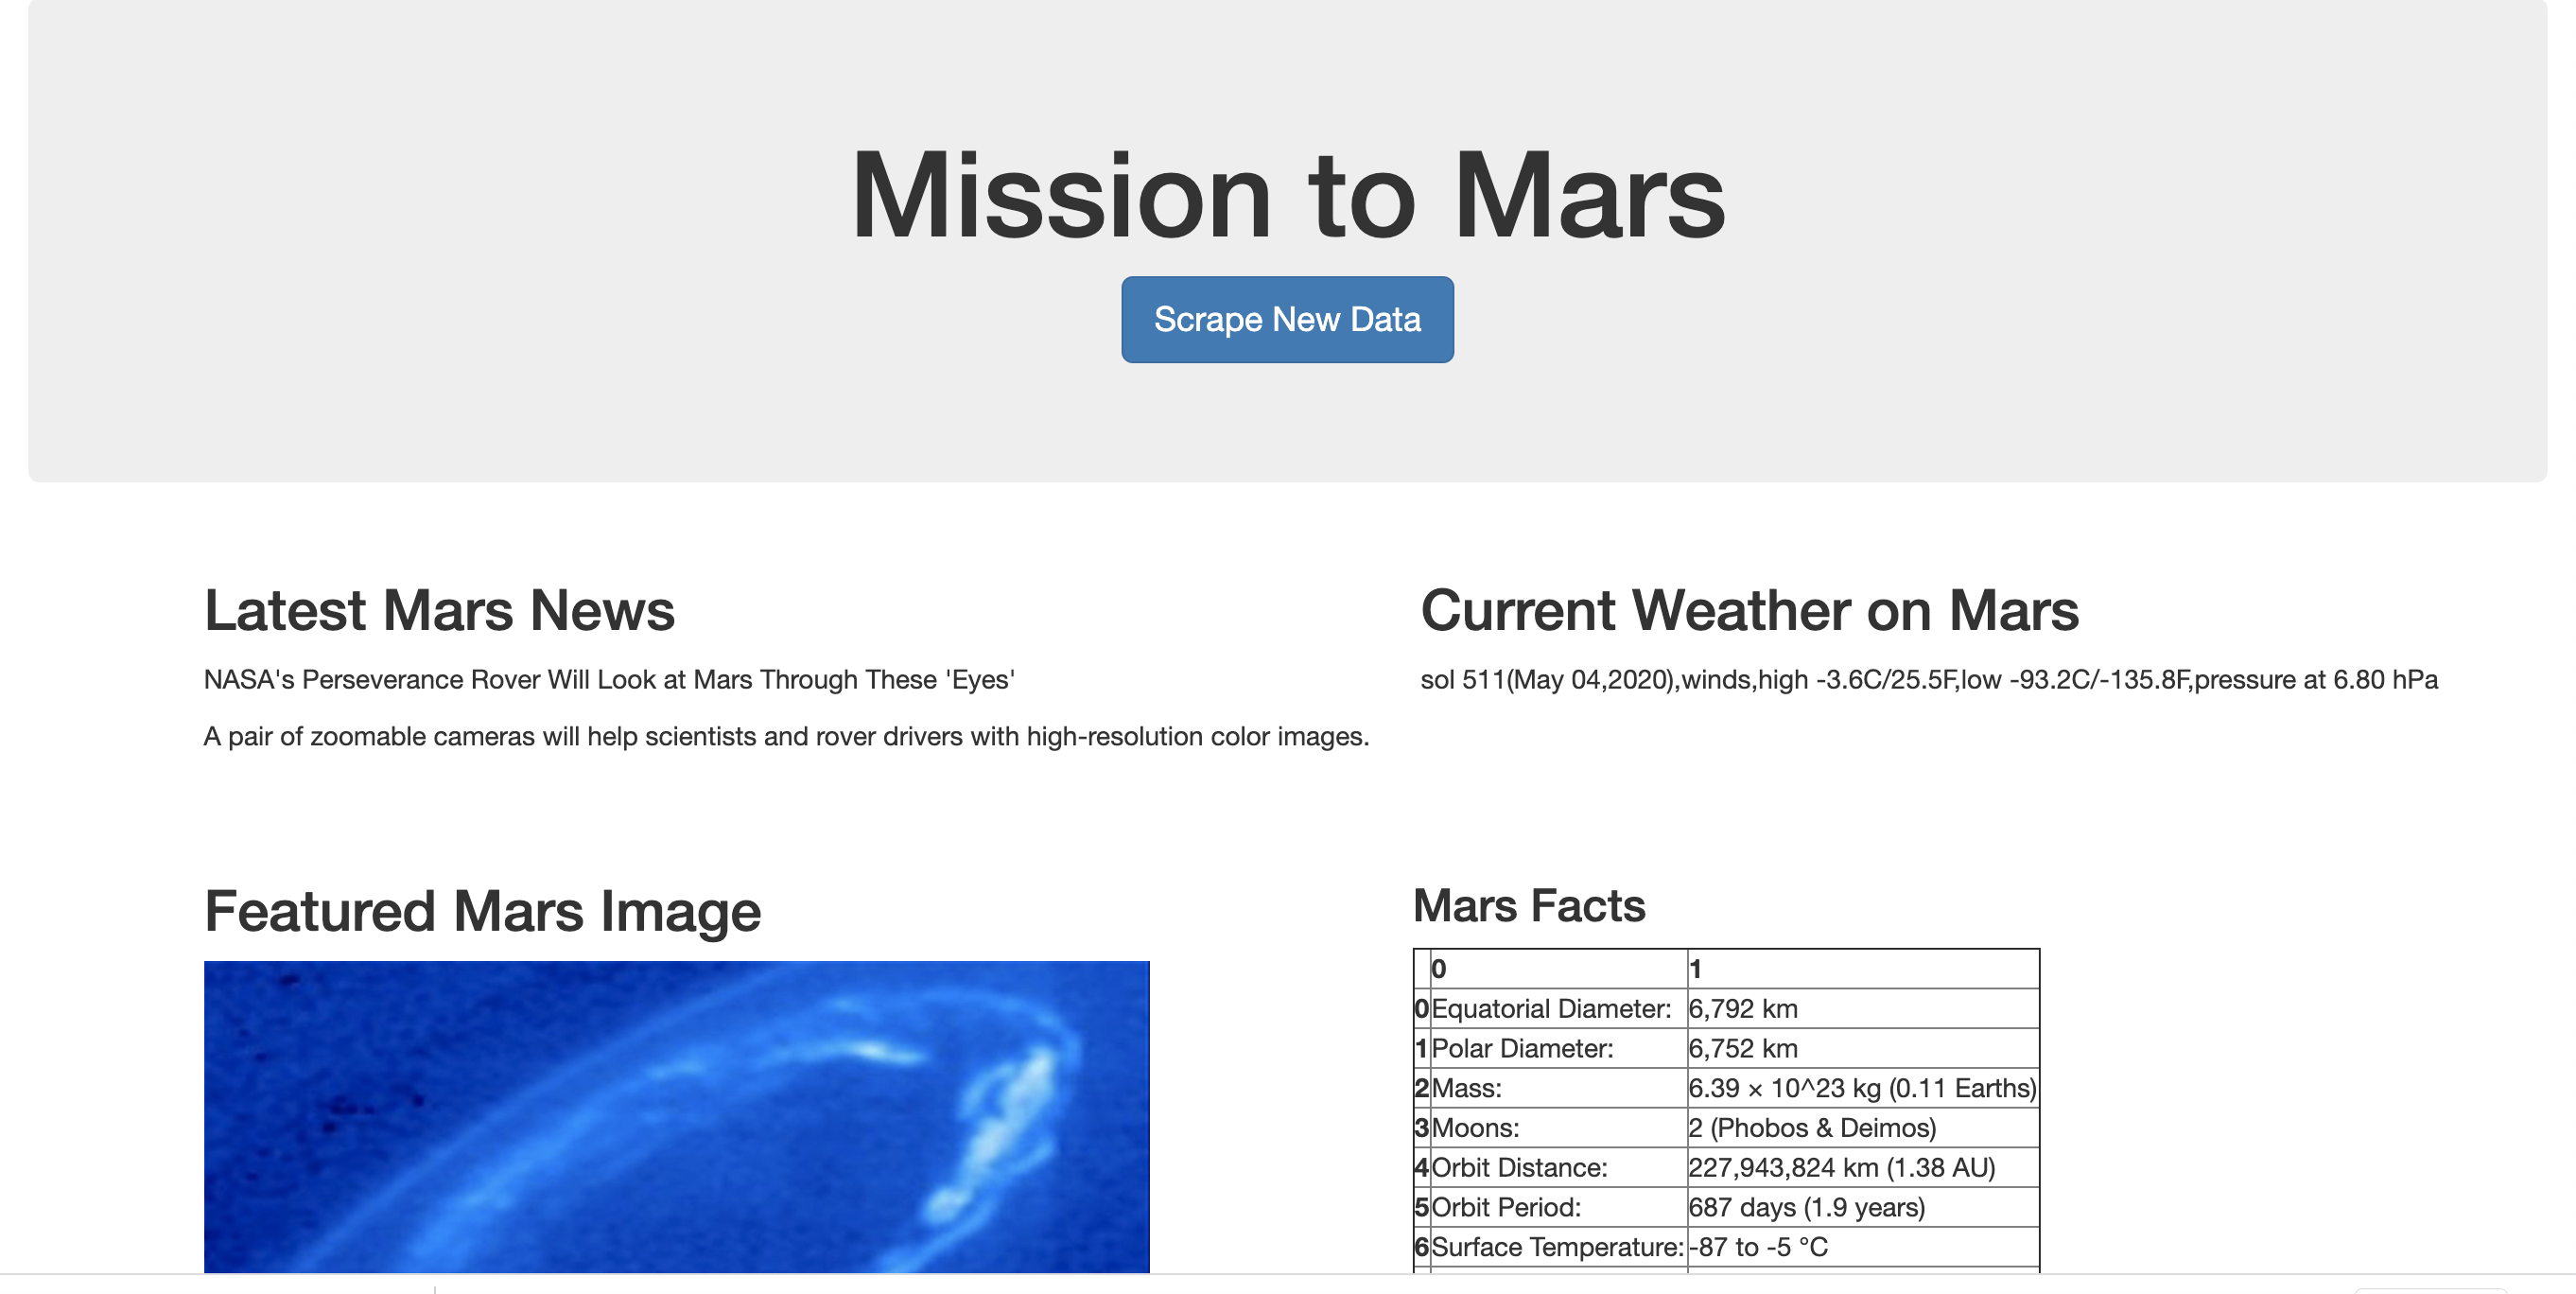 Mission to Mars
Scrape New Data
Latest Mars News
NASA's Perseverance Rover Will Look at Mars Through These 'Eyes'
A pair of zoomable cameras will help scientists and rover drivers with high-resolution color images.
Current Weather on Mars
sol 511(May 04,2020),winds,high -3.6C/25.5F,low -93.2C/-135.8F,pressure at 6.80 hPa
Featured Mars Image
Mars Facts
0 1
0 Equatorial Diameter: 6,792 km
1 Polar Diameter: 6,752 km
2 Mass: 6.39 × 10^23 kg (0.11 Earths)
3 Moons: 2 (Phobos & Deimos)
4 Orbit Distance: 227,943,824 km (1.38 AU)
5 Orbit Period: 687 days (1.9 years)
6 Surface Temperature: -87 to -5 °C